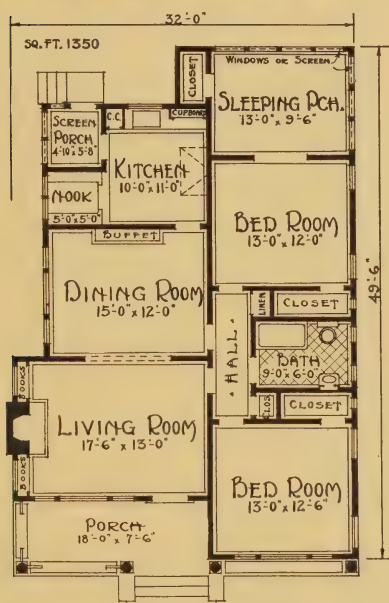 32'-0"
SQ. FT. 1350
CLOSET
WINDOWS OR SCREEN
SLEEPING PCH.
13'-0" x 9'-6"
SCREEN
PORCH
4'-10" x 5'-8"
C.C.
CUPBOARD
KITCHEN
10'-0" x 11'-0"
NOOK
5'-0" x 5'-0"
BED ROOM
13'-0" x 12'-0"
49'-6"
BUFFET
DINING ROOM
15'-0" x 12'-0"
LINEN
CLOSET
HALL
BATH
9'-0" x 6'-0"
BOOKS
LIVING ROOM
17'-6" x 13'-0"
BOOKS
CLOS.
CLOSET
BED ROOM
13'-0" x 12'-6"
PORCH
18'-0" x 7'-6"